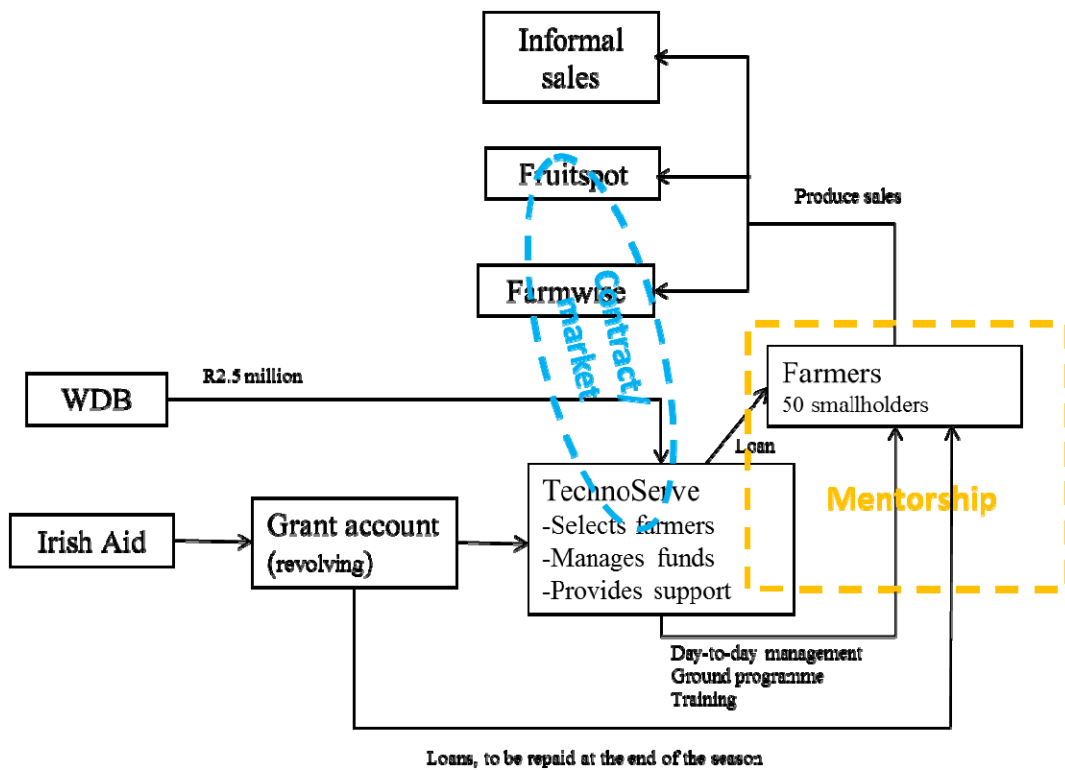 Informal
sales
Fruitspot
Produce sales
Farmwise
Contract/
market
R2.5 million
WDB
Farmers
50 smallholders
Loan
Mentorship
TechnoServe
-Selects farmers
-Manages funds
-Provides support
Irish Aid
Grant account
(revolving)
Day-to-day management
Ground programme
Training
Loans, to be repaid at the end of the season